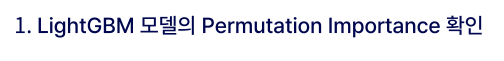 1. LightGBM 모델의 Permutation Importance 확인